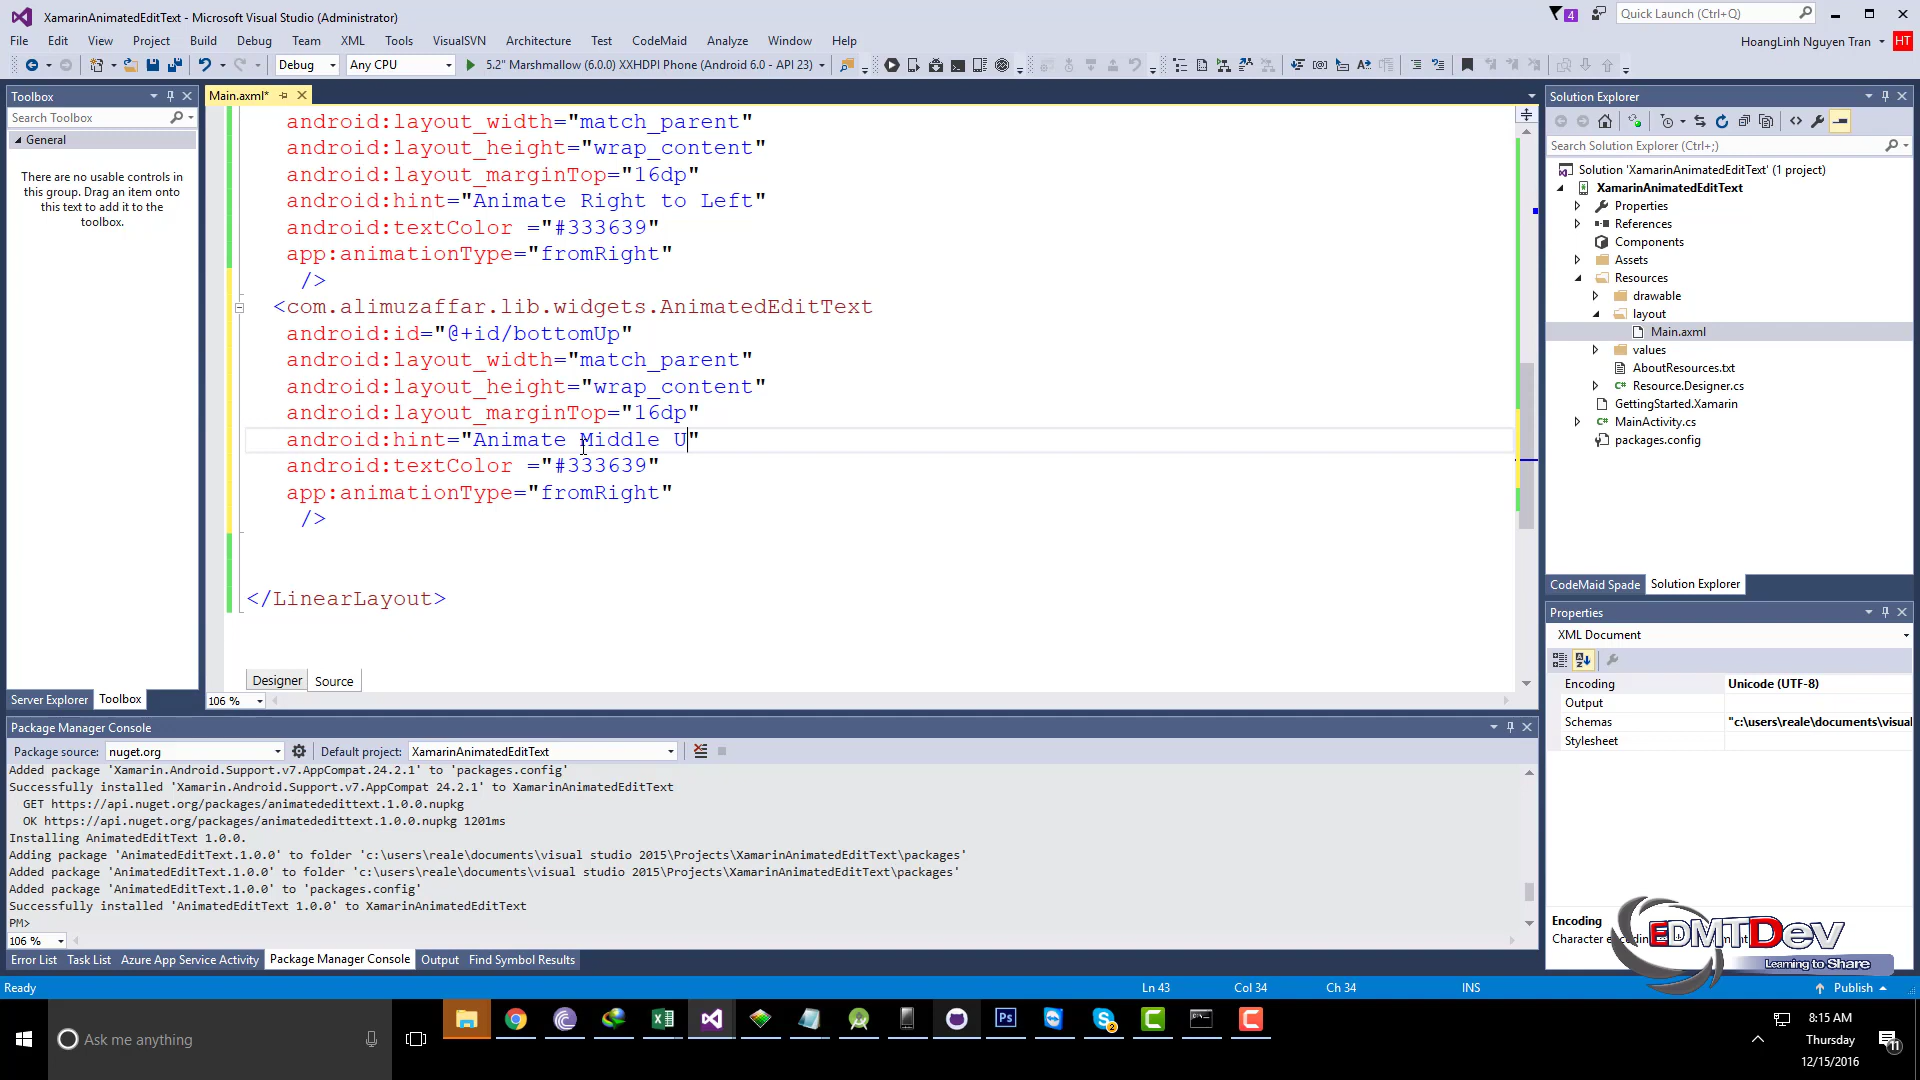 XamarinAnimatedEditText - Microsoft Visual Studio (Administrator)
4
Quick Launch (Ctrl+Q)
File Edit View Project Build Debug Team XML Tools VisualSVN Architecture Test CodeMaid Analyze Window Help
HoangLinh Nguyen Tran HT
Debug Any CPU 5.2" Marshmallow (6.0.0) XXHDPI Phone (Android 6.0 - API 23)
Toolbox
Search Toolbox
General
There are no usable controls in
this group. Drag an item onto
this text to add it to the
toolbox.
Server Explorer Toolbox
Main.axml*
android:layout_width="match_parent"
android:layout_height="wrap_content"
android:layout_marginTop="16dp"
android:hint="Animate Right to Left"
android:textColor ="#333639"
app:animationType="fromRight"
/>
<com.alimuzaffar.lib.widgets.AnimatedEditText
android:id="@+id/bottomUp"
android:layout_width="match_parent"
android:layout_height="wrap_content"
android:layout_marginTop="16dp"
android:hint="Animate Middle U"
android:textColor ="#333639"
app:animationType="fromRight"
/>
</LinearLayout>
Designer Source
106 %
Solution Explorer
Search Solution Explorer (Ctrl+;)
Solution 'XamarinAnimatedEditText' (1 project)
XamarinAnimatedEditText
Properties
References
Components
Assets
Resources
drawable
layout
Main.axml
values
AboutResources.txt
C# Resource.Designer.cs
GettingStarted.Xamarin
C# MainActivity.cs
packages.config
CodeMaid Spade Solution Explorer
Properties
XML Document
Encoding Unicode (UTF-8)
Output
Schemas "c:\users\reale\documents\visual
Stylesheet
Encoding
Package Manager Console
Package source: nuget.org Default project: XamarinAnimatedEditText
Added package 'Xamarin.Android.Support.v7.AppCompat.24.2.1' to 'packages.config'
Successfully installed 'Xamarin.Android.Support.v7.AppCompat 24.2.1' to XamarinAnimatedEditText
GET https://api.nuget.org/packages/animatededittext.1.0.0.nupkg
OK https://api.nuget.org/packages/animatededittext.1.0.0.nupkg 1201ms
Installing AnimatedEditText 1.0.0.
Adding package 'AnimatedEditText.1.0.0' to folder 'c:\users\reale\documents\visual studio 2015\Projects\XamarinAnimatedEditText\packages'
Added package 'AnimatedEditText.1.0.0' to folder 'c:\users\reale\documents\visual studio 2015\Projects\XamarinAnimatedEditText\packages'
Added package 'AnimatedEditText.1.0.0' to 'packages.config'
Successfully installed 'AnimatedEditText 1.0.0' to XamarinAnimatedEditText
PM>
106 %
Error List Task List Azure App Service Activity Package Manager Console Output Find Symbol Results
EDMTDev
Learning to Share
Ready Ln 43 Col 34 Ch 34 INS Publish
Ask me anything
Ps
2
8:15 AM
Thursday
12/15/2016
11